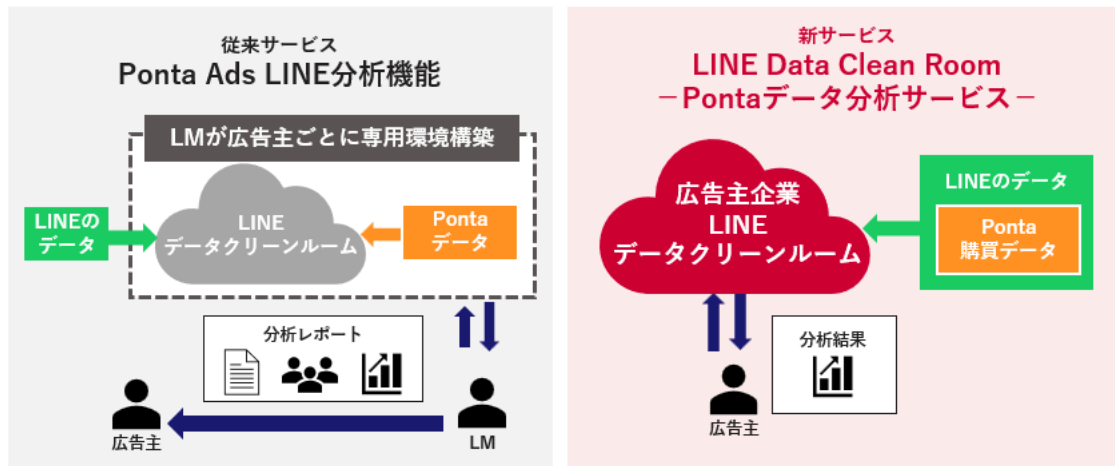 従来サービス
Ponta Ads LINE分析機能
LMが広告主ごとに専用環境構築
LINEの
データ
LINE
データクリーンルーム
Ponta
データ
分析レポート
広告主
LM
新サービス
LINE Data Clean Room
－Pontaデータ分析サービス－
広告主企業
LINE
データクリーンルーム
LINEのデータ
Ponta
購買データ
分析結果
広告主